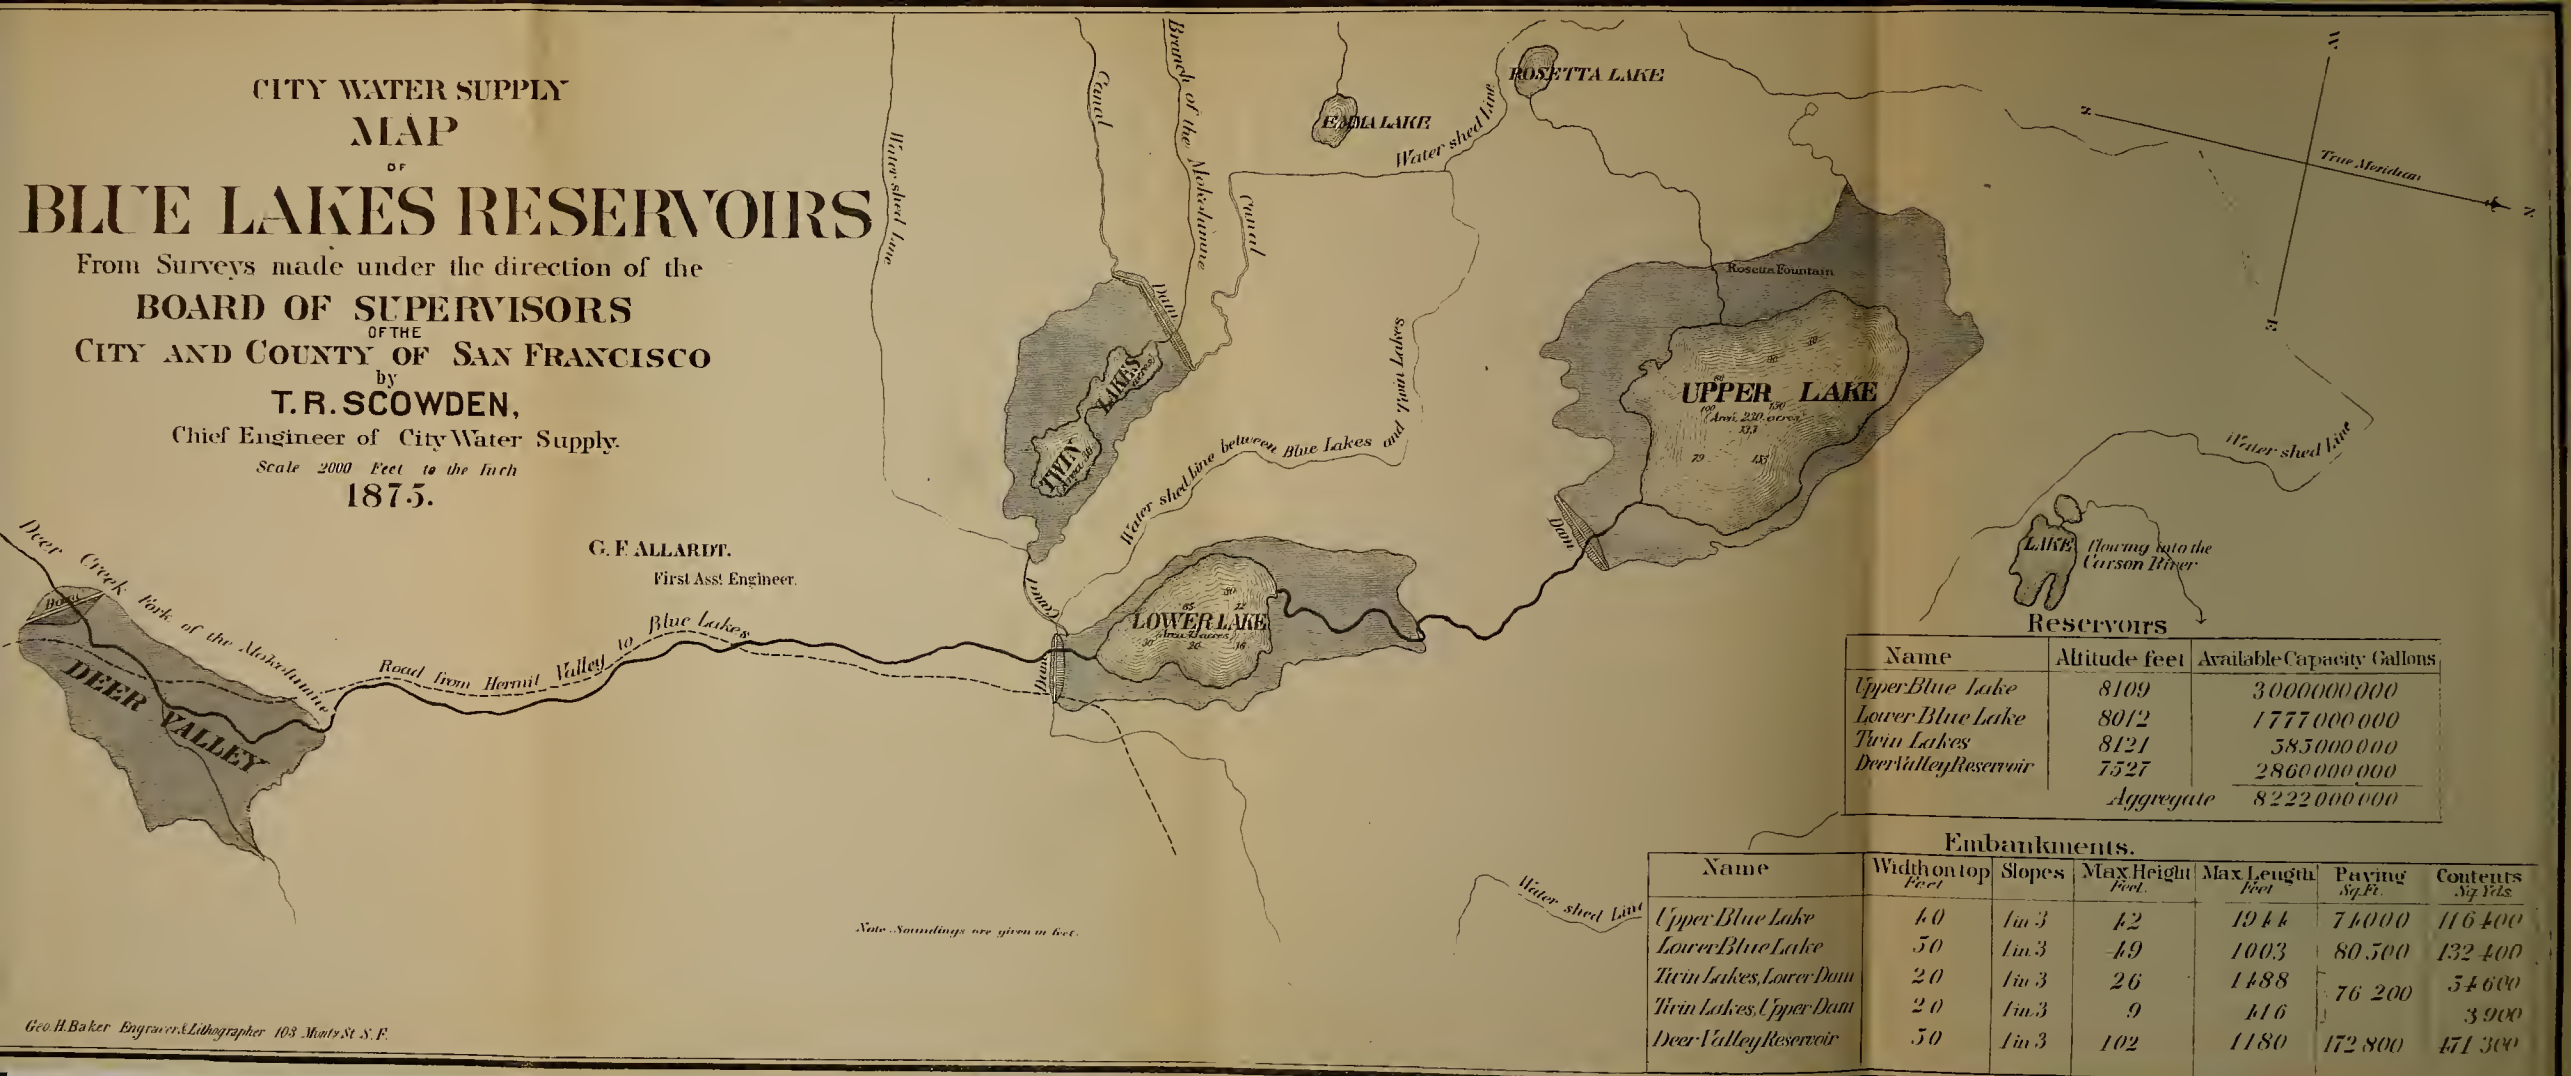 CITY WATER SUPPLY
MAP
OF
BLUE LAKES RESERVOIRS
From Surveys made under the direction of the
BOARD OF SUPERVISORS
OF THE
CITY AND COUNTY OF SAN FRANCISCO
by
T. R. SCOWDEN,
Chief Engineer of City Water Supply.
Scale 2000 Feet to the Inch
1875.
G. F. ALLARDT.
First Asst Engineer.
Water shed Line
Canal
Branch of the Mokelumne
Canal
Dam
TWIN LAKES
EMMA LAKE
ROSETTA LAKE
Water shed Line
Rosetta Fountain
UPPER LAKE
Area. 230 acres
Dam
W
True Meridian
N
E
Water shed Line
LAKE
Flowing into the
Carson River
Water shed Line between Blue Lakes and Twin Lakes
Canal
LOWER LAKE
Dam
Deer Creek Fork of the Mokelumne
Dam
DEER VALLEY
Road from Hermit Valley to Blue Lakes
Water shed Line
Note. Soundings are given in feet.
Reservoirs
Name Altitude feet Available Capacity Gallons
Upper Blue Lake 8109 3000000000
Lower Blue Lake 8012 1777000000
Twin Lakes 8121 585000000
Deer Valley Reservoir 7527 2860000000
Aggregate 8222000000
Embankments.
Name Width on top Feet Slopes Max. Height Feet. Max Length Feet Paving Sq. Ft. Contents Sq Yds
Upper Blue Lake 40 1 in 3 42 1944 74000 116400
Lower Blue Lake 50 1 in 3 49 1003 80500 132400
Twin Lakes, Lower Dam 20 1 in 3 26 1488 76200 54600
Twin Lakes, Upper Dam 20 1 in 3 9 416 3900
Deer Valley Reservoir 50 1 in 3 102 1180 172800 471300
Geo. H. Baker Engraver & Lithographer 408 Montg St S. F.